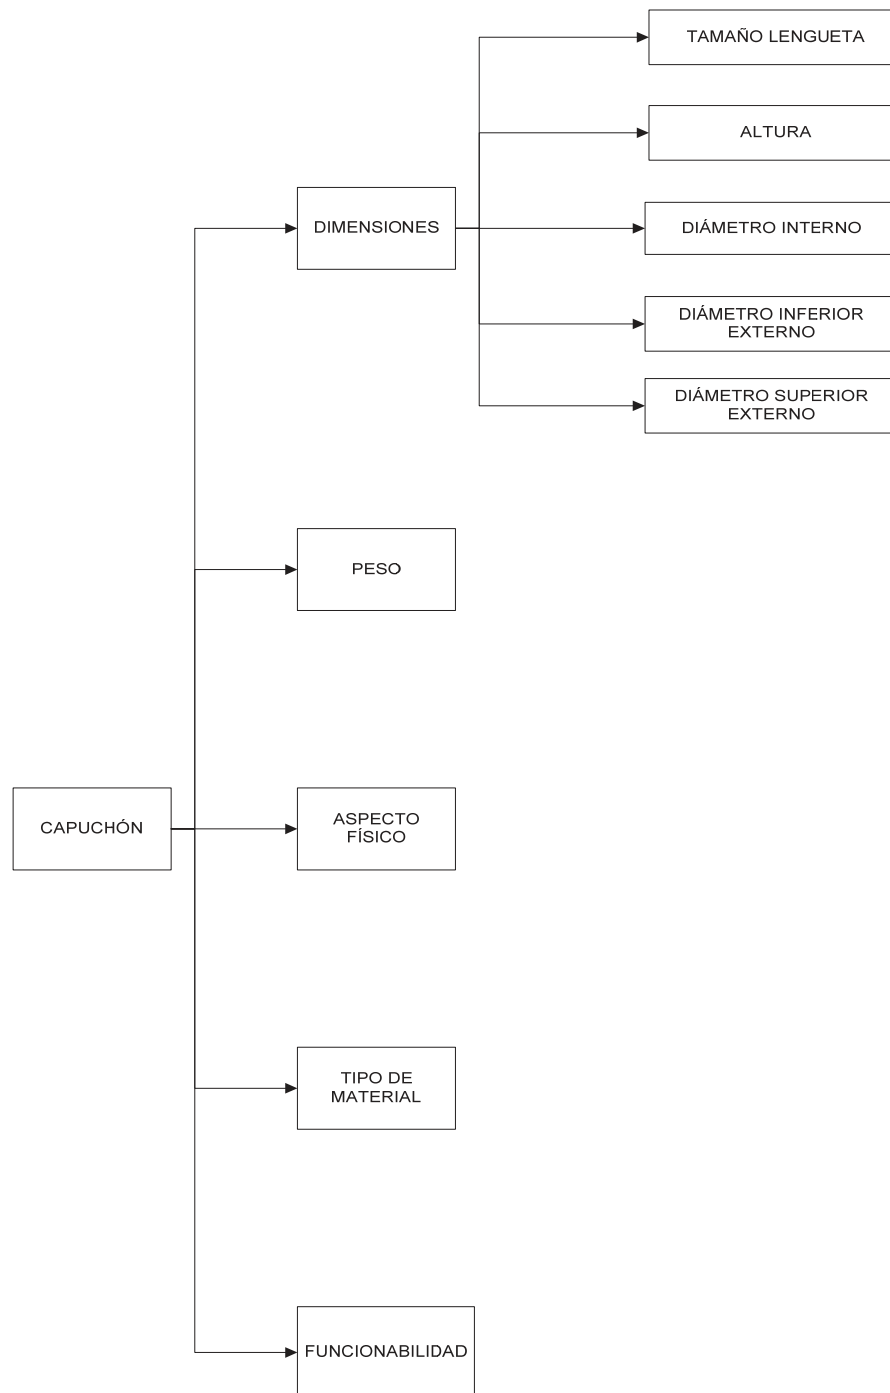 TAMAÑO LENGUETA
ALTURA
DIMENSIONES
DIÁMETRO INTERNO
DIÁMETRO INFERIOR
EXTERNO
DIÁMETRO SUPERIOR
EXTERNO
PESO
CAPUCHÓN
ASPECTO
FÍSICO
TIPO DE
MATERIAL
FUNCIONABILIDAD